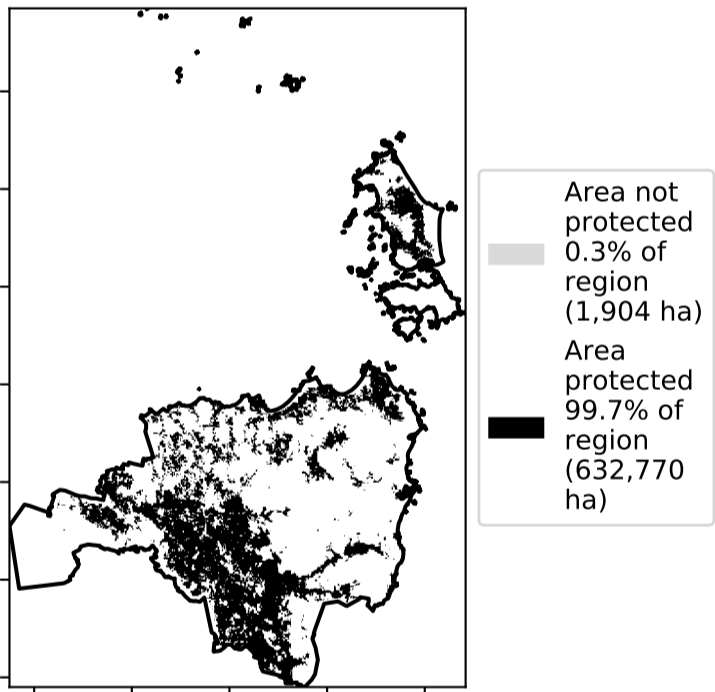 Area not
protected
0.3% of
region
(1,904 ha)
Area
protected
99.7% of
region
(632,770
ha)